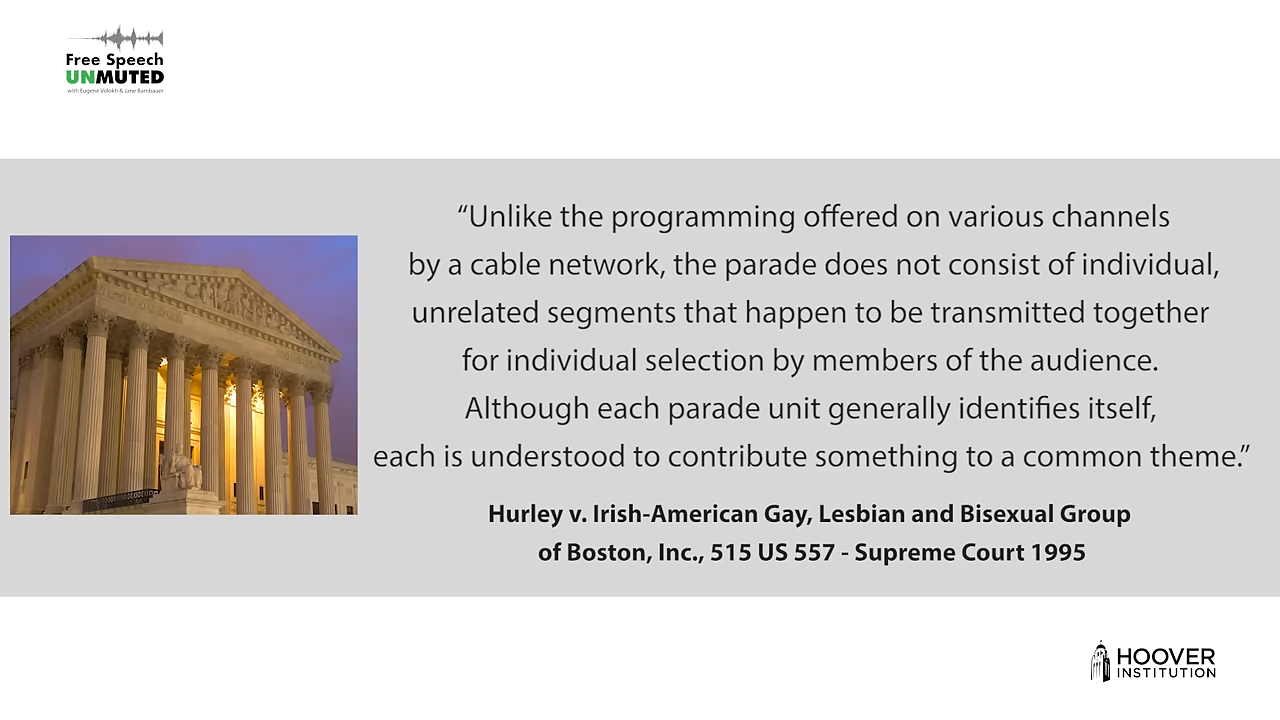 Free Speech
UNMUTED
with Eugene Volokh & Jane Bambauer
“Unlike the programming offered on various channels
by a cable network, the parade does not consist of individual,
unrelated segments that happen to be transmitted together
for individual selection by members of the audience.
Although each parade unit generally identifies itself,
each is understood to contribute something to a common theme.”
Hurley v. Irish-American Gay, Lesbian and Bisexual Group
of Boston, Inc., 515 US 557 - Supreme Court 1995
HOOVER
INSTITUTION